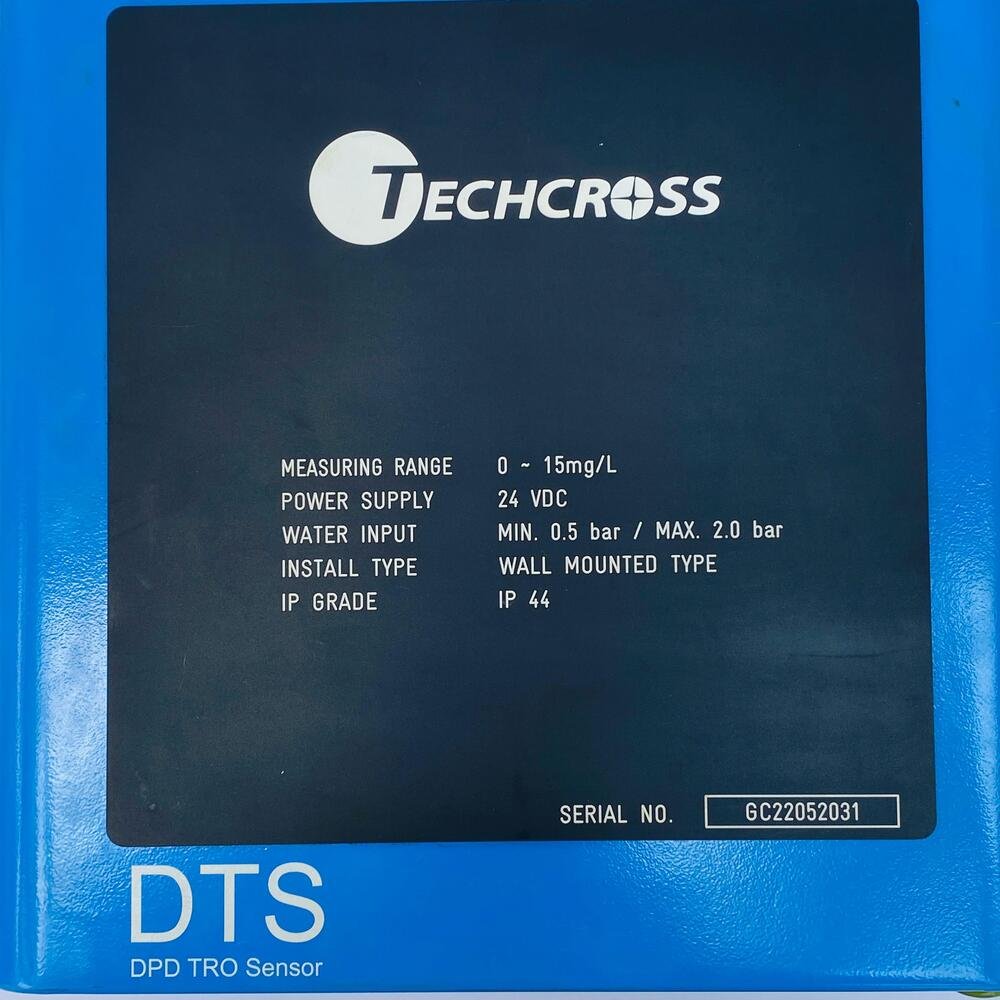 TECHCROSS
MEASURING RANGE 0 ~ 15mg/L
POWER SUPPLY 24 VDC
WATER INPUT MIN. 0.5 bar / MAX. 2.0 bar
INSTALL TYPE WALL MOUNTED TYPE
IP GRADE IP 44
SERIAL NO. GC22052031
DTS
DPD TRO Sensor